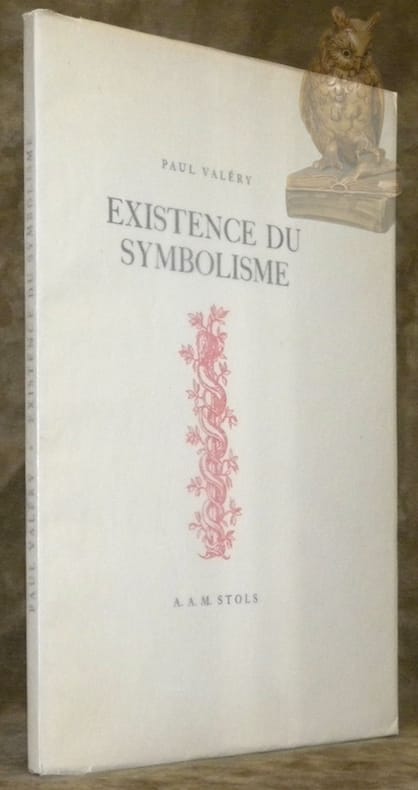 PAUL VALÉRY
EXISTENCE DU
SYMBOLISME
A. A. M. STOLS
PAUL VALÉRY • EXISTENCE DU SYMBOLISME